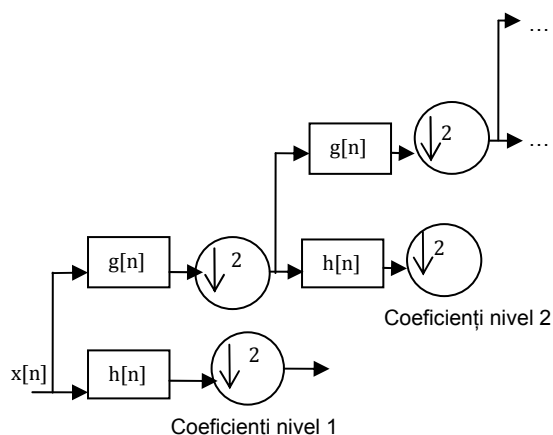 …
2
g[n]
…
2
g[n]
2
h[n]
Coeficienți nivel 2
x[n]
h[n]
2
Coeficienti nivel 1